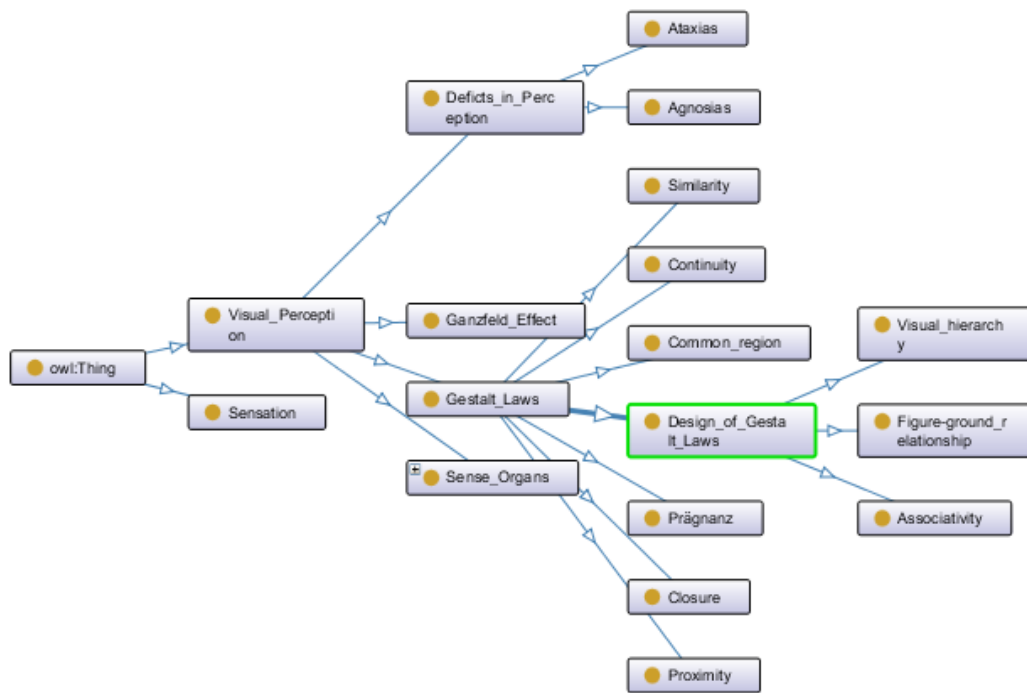 Ataxias
Deficts_in_Perc
eption
Agnosias
Similarity
Continuity
Visual_Percepti
on
Ganzfeld_Effect
Visual_hierarch
y
Common_region
owl:Thing
Sensation
Gestalt_Laws
Design_of_Gesta
lt_Laws
Figure-ground_r
elationship
Sense_Organs
Prägnanz
Associativity
Closure
Proximity